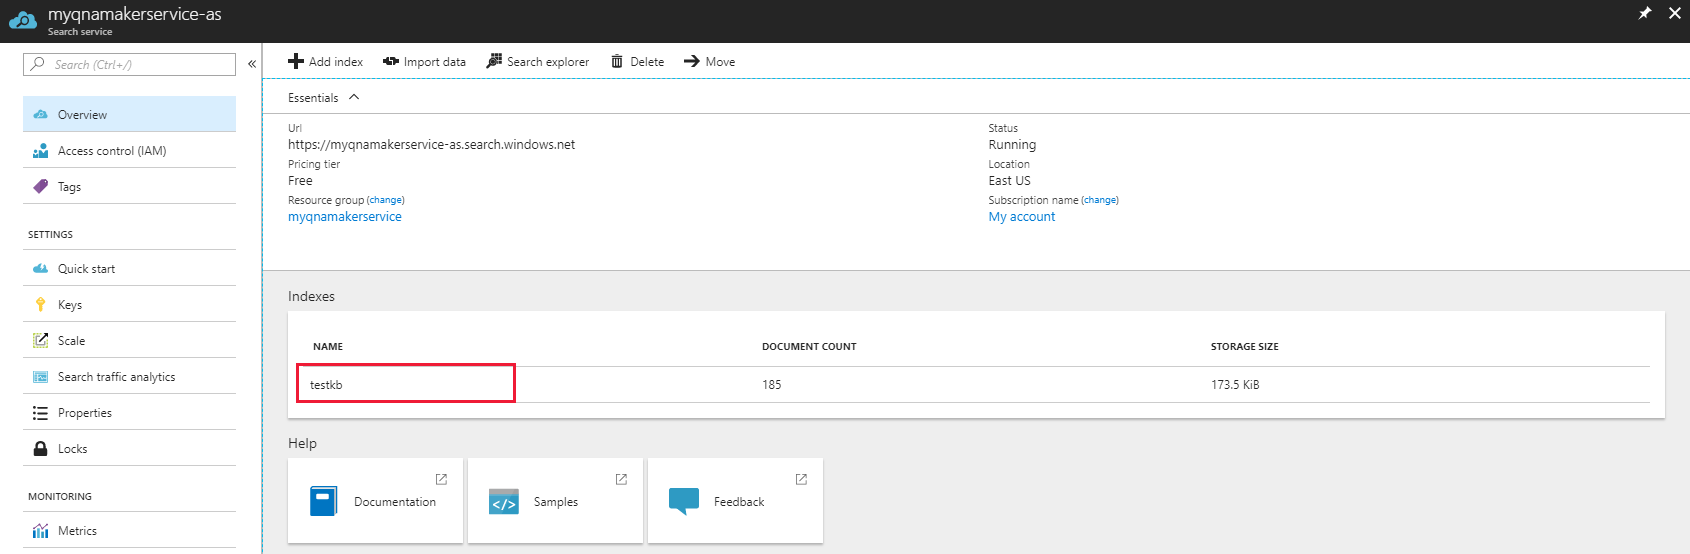 myqnamakerservice-as
Search service
Search (Ctrl+/)
«
Overview
Access control (IAM)
Tags
SETTINGS
Quick start
Keys
Scale
Search traffic analytics
Properties
Locks
MONITORING
Metrics
Add index Import data Search explorer Delete Move
Essentials
Url
https://myqnamakerservice-as.search.windows.net
Pricing tier
Free
Resource group (change)
myqnamakerservice
Status
Running
Location
East US
Subscription name (change)
My account
Indexes
NAME DOCUMENT COUNT STORAGE SIZE
testkb 185 173.5 KiB
Help
Documentation
</> Samples
Feedback